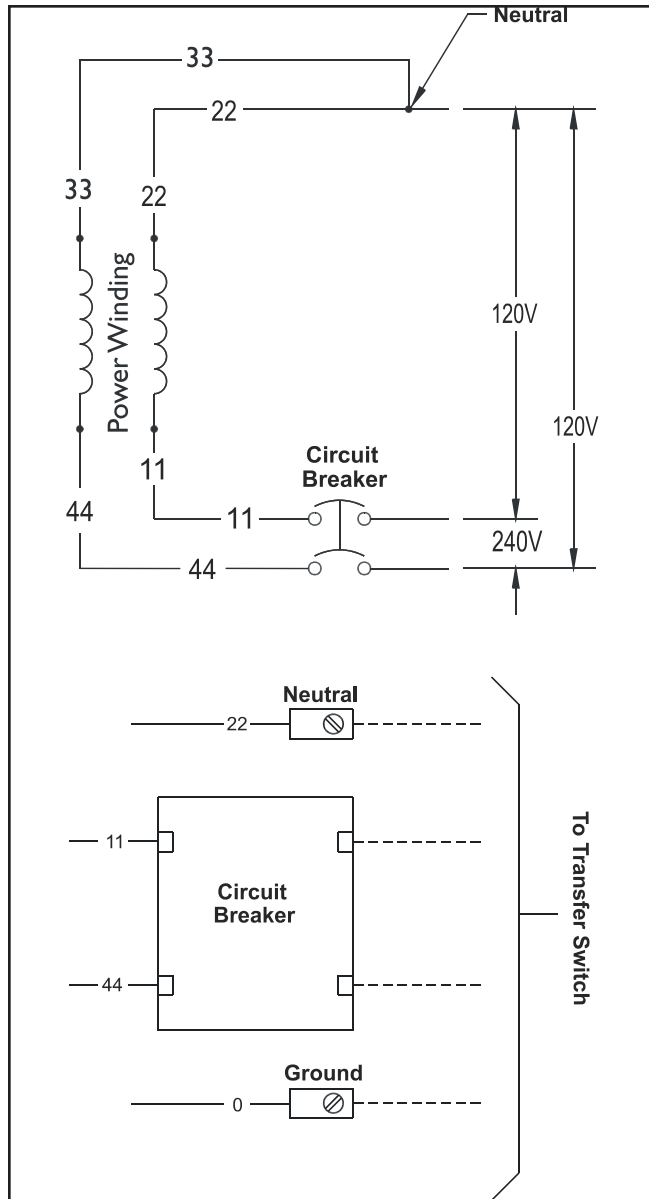 Neutral
33
22
33
22
Power Winding
120V
120V
Circuit
Breaker
11
44
11
240V
44
Neutral
22
11
Circuit
Breaker
To Transfer Switch
44
Ground
0